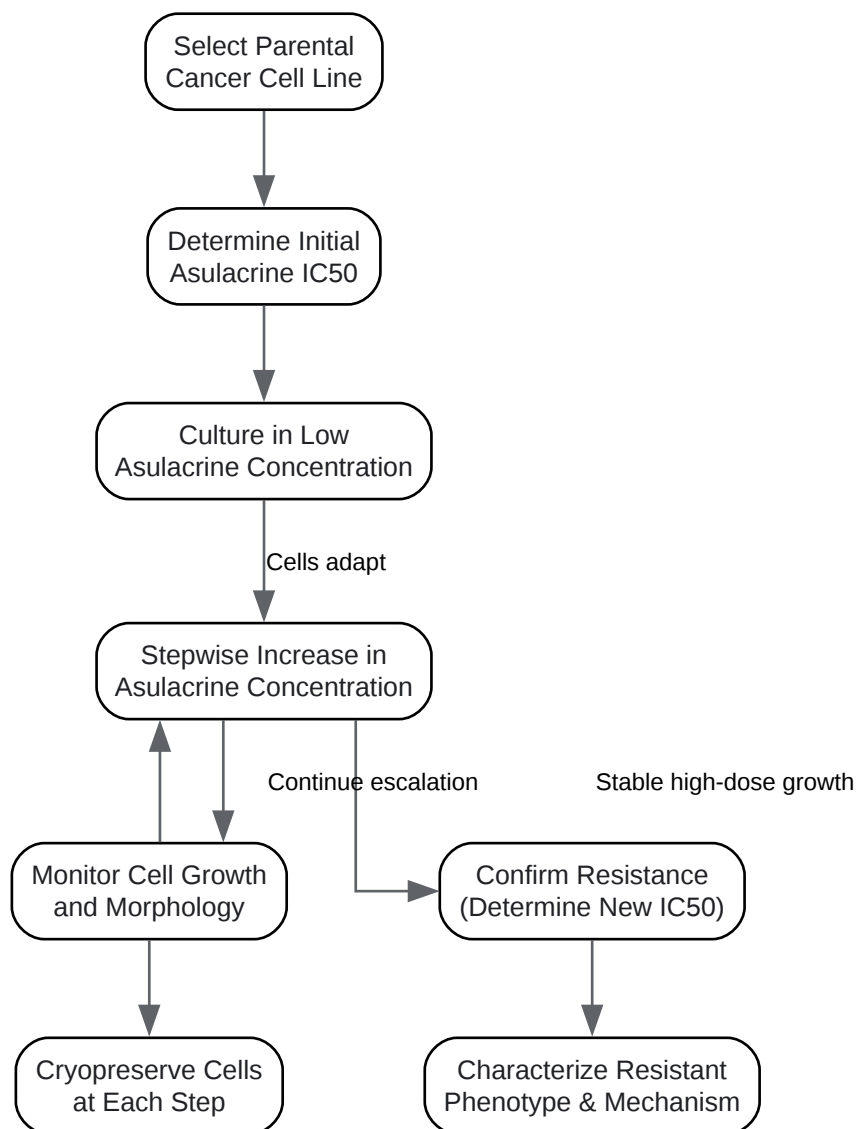 Select Parental
Cancer Cell Line
Determine Initial
Asulacrine IC50
Culture in Low
Asulacrine Concentration
Cells adapt
Stepwise Increase in
Asulacrine Concentration
Continue escalation
Stable high-dose growth
Monitor Cell Growth
and Morphology
Confirm Resistance
(Determine New IC50)
Cryopreserve Cells
at Each Step
Characterize Resistant
Phenotype & Mechanism